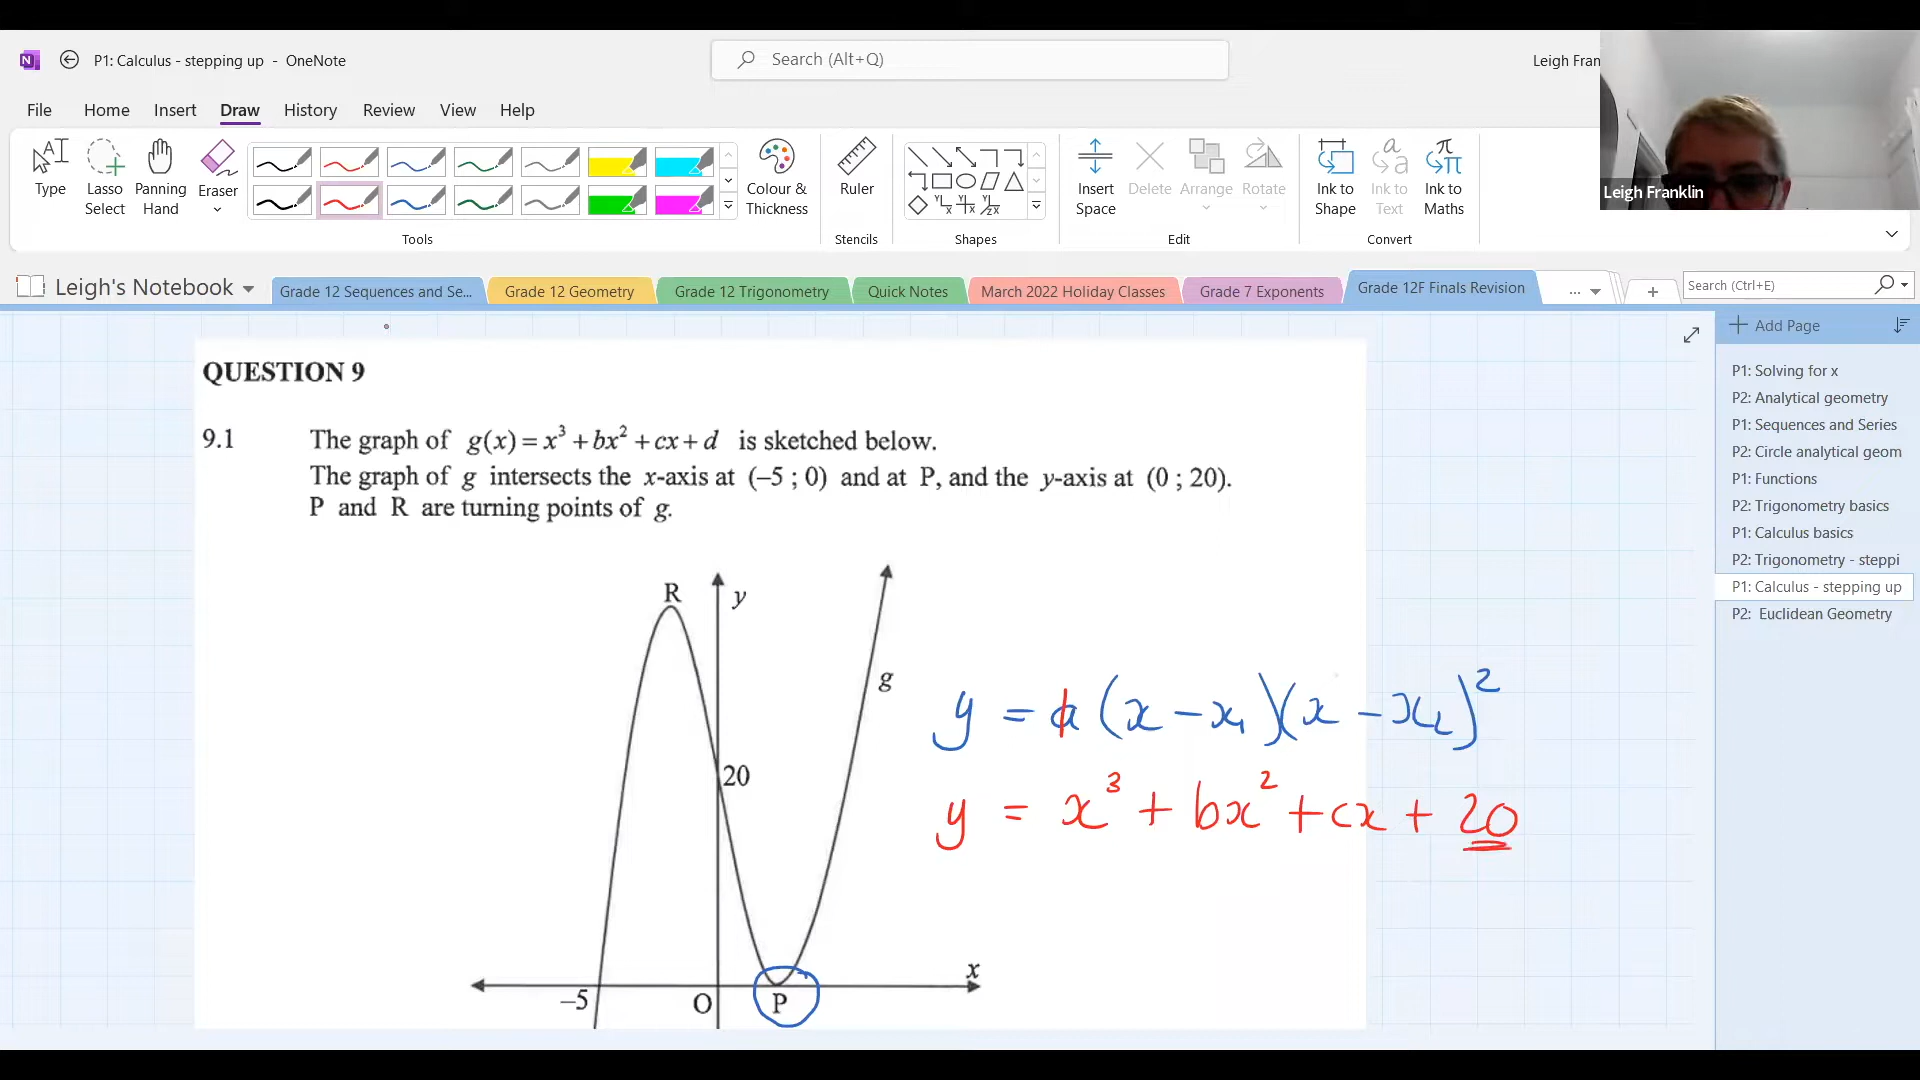 P1: Calculus - stepping up - OneNote
Search (Alt+Q)
Leigh Fran
File Home Insert Draw History Review View Help
Type
Lasso Select
Panning Hand
Eraser
Colour & Thickness
Ruler
Insert Space
Delete
Arrange
Rotate
Ink to Shape
Ink to Text
Ink to Maths
Leigh Franklin
Tools Stencils Shapes Edit Convert
Leigh's Notebook
Grade 12 Sequences and Se...
Grade 12 Geometry
Grade 12 Trigonometry
Quick Notes
March 2022 Holiday Classes
Grade 7 Exponents
Grade 12F Finals Revision
...
Search (Ctrl+E)
Add Page
P1: Solving for x
P2: Analytical geometry
P1: Sequences and Series
P2: Circle analytical geom
P1: Functions
P2: Trigonometry basics
P1: Calculus basics
P2: Trigonometry - steppi
P1: Calculus - stepping up
P2: Euclidean Geometry
QUESTION 9
9.1 The graph of g(x) = x³ + bx² + cx + d is sketched below.
The graph of g intersects the x-axis at (–5 ; 0) and at P, and the y-axis at (0 ; 20).
P and R are turning points of g.
R
y
g
y = a(x – x₁)(x – x₂)²
20
y = x³ + bx² + cx + 20
x
–5 O P